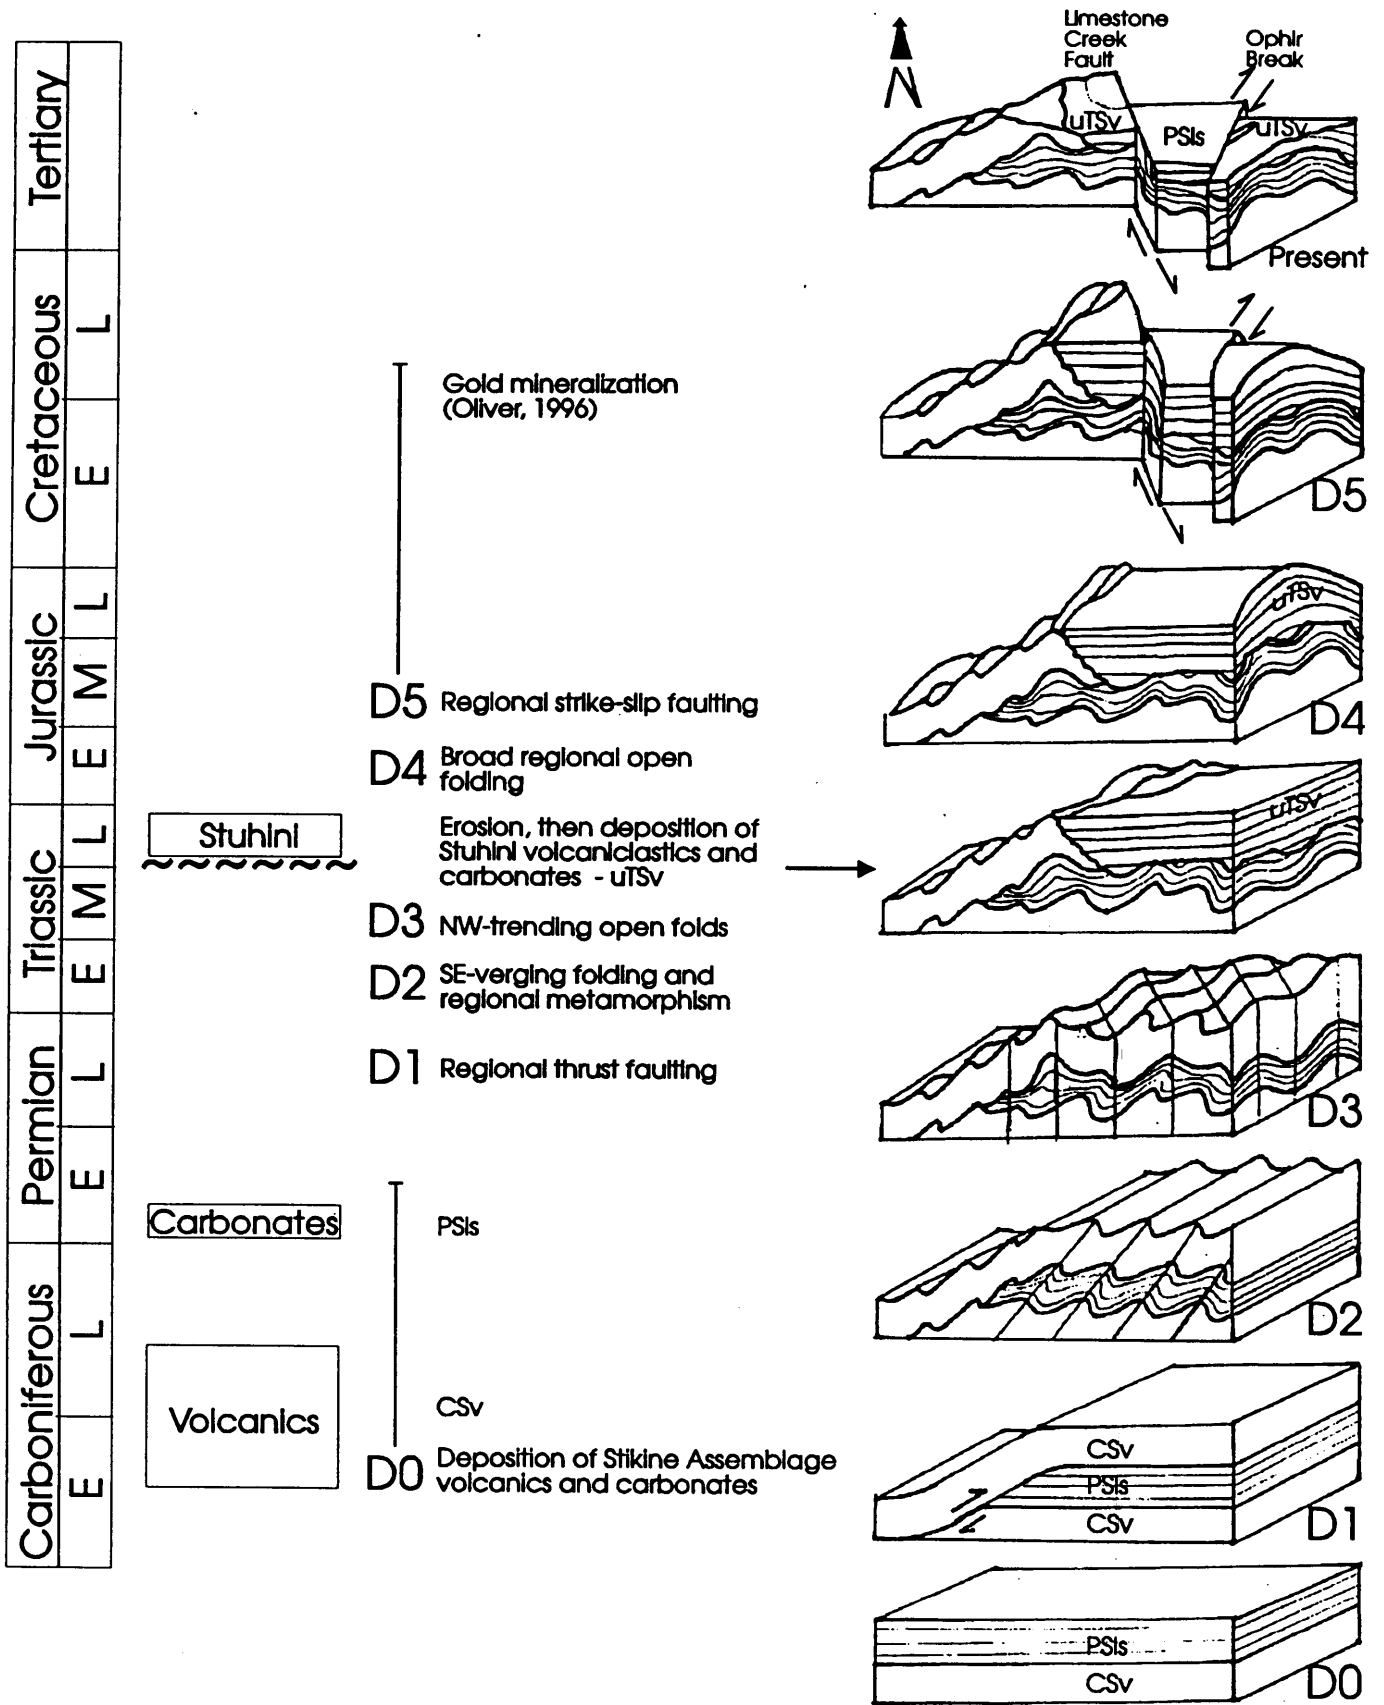 Tertiary
Cretaceous
L
E
Jurassic
L
M
E
Triassic
L
M
E
Permian
L
E
Carboniferous
L
E
Stuhini
Carbonates
Volcanics
Gold mineralization
(Oliver, 1996)
D5 Regional strike-slip faulting
D4 Broad regional open
folding
Erosion, then deposition of
Stuhini volcaniclastics and
carbonates - uTSv
D3 NW-trending open folds
D2 SE-verging folding and
regional metamorphism
D1 Regional thrust faulting
PSls
CSv
D0 Deposition of Stikine Assemblage
volcanics and carbonates
N
Limestone
Creek
Fault
Ophir
Break
uTSv
PSls
uTSv
Present
D5
uTSv
D4
uTSv
D3
D2
CSv
PSls
CSv
D1
PSls
CSv
D0